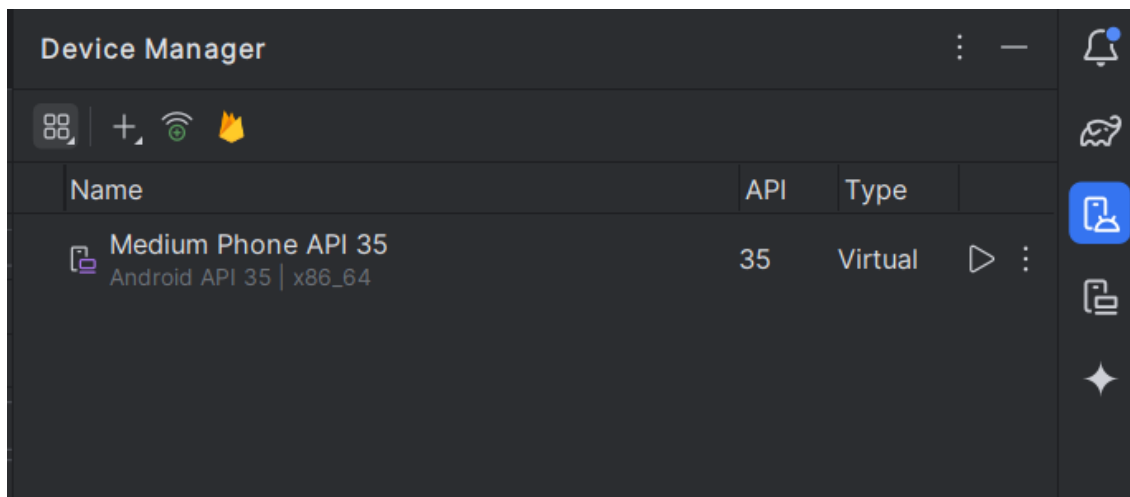 Device Manager
Name API Type
Medium Phone API 35 35 Virtual
Android API 35 | x86_64